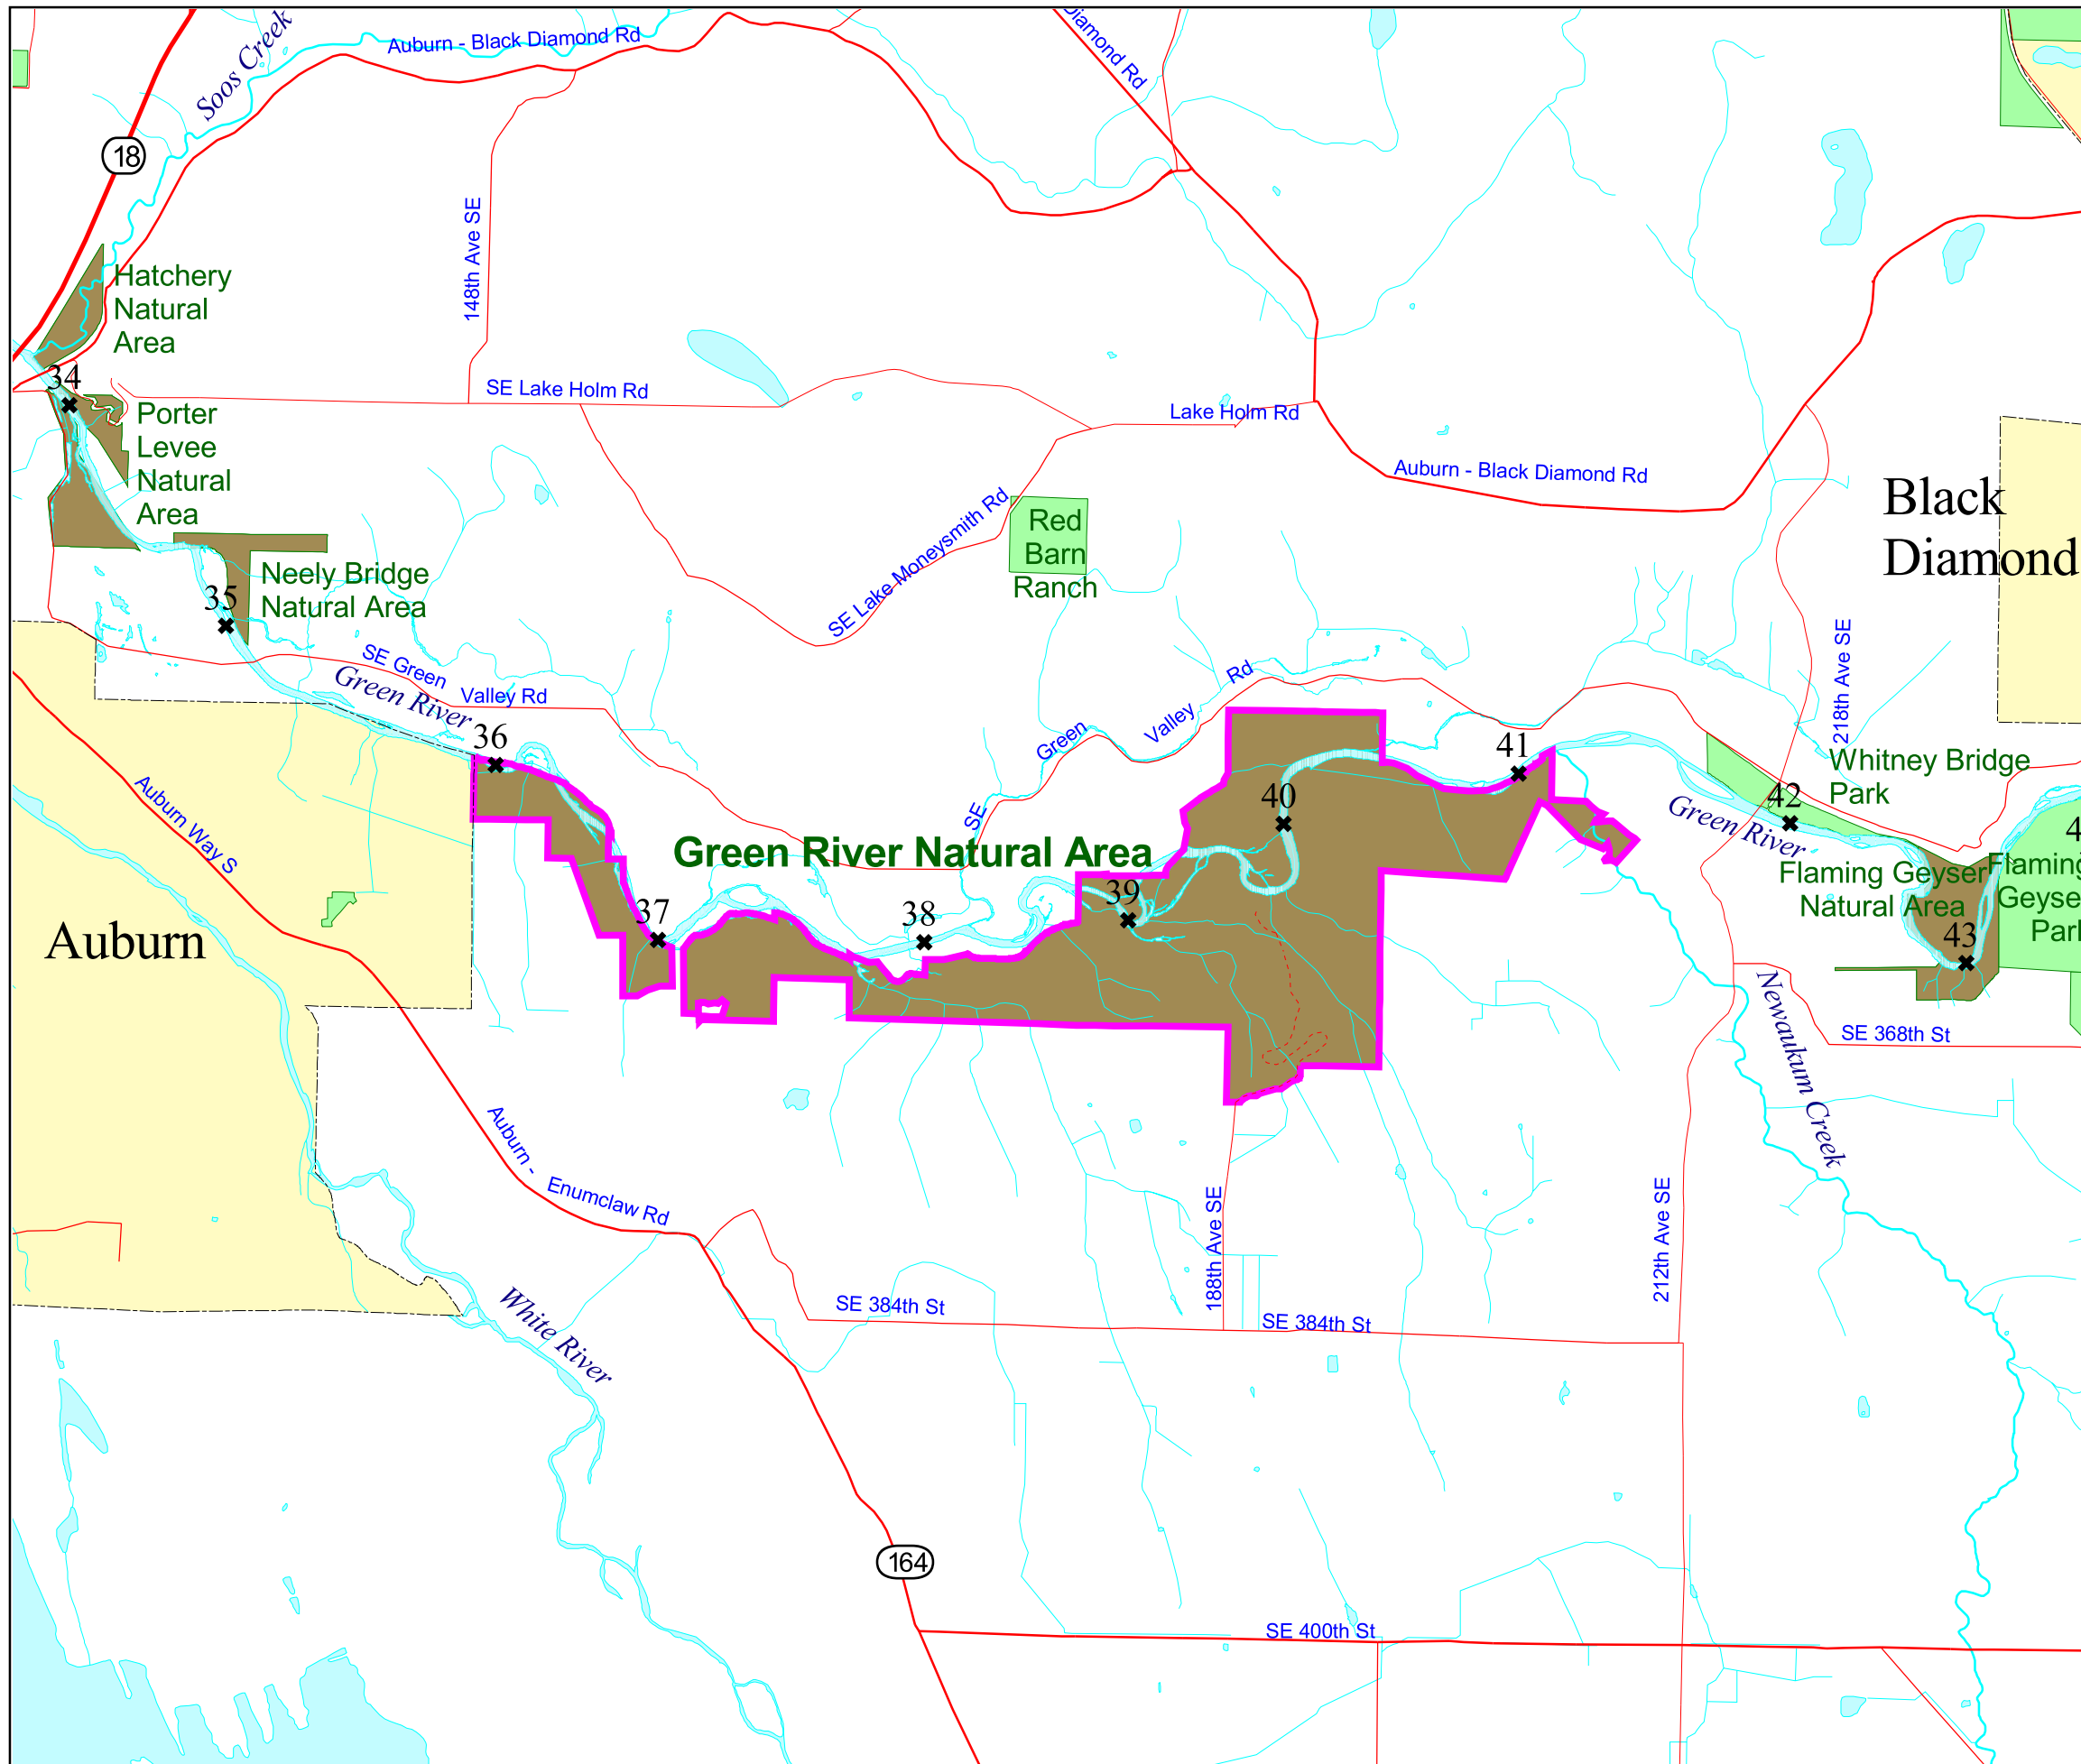 Soos Creek
Auburn - Black Diamond Rd
Diamond Rd
18
148th Ave SE
Hatchery
Natural
Area
34
Porter
Levee
Natural
Area
SE Lake Holm Rd
Lake Holm Rd
Auburn - Black Diamond Rd
Black
Diamond
SE Lake Moneysmith Rd
Red
Barn
Ranch
Neely Bridge
Natural Area
35
SE Green
Valley Rd
Green River
36
SE
Green
Valley
Rd
218th Ave SE
41
Whitney Bridge
Park
42
Green River
40
Auburn Way S
Green River Natural Area
39
38
37
Flaming Geyser
Natural Area
43
Flaming
Geyse
Par
4
Auburn
Newaukum Creek
SE 368th St
Auburn -
Enumclaw Rd
188th Ave SE
212th Ave SE
White River
SE 384th St
SE 384th St
164
SE 400th St